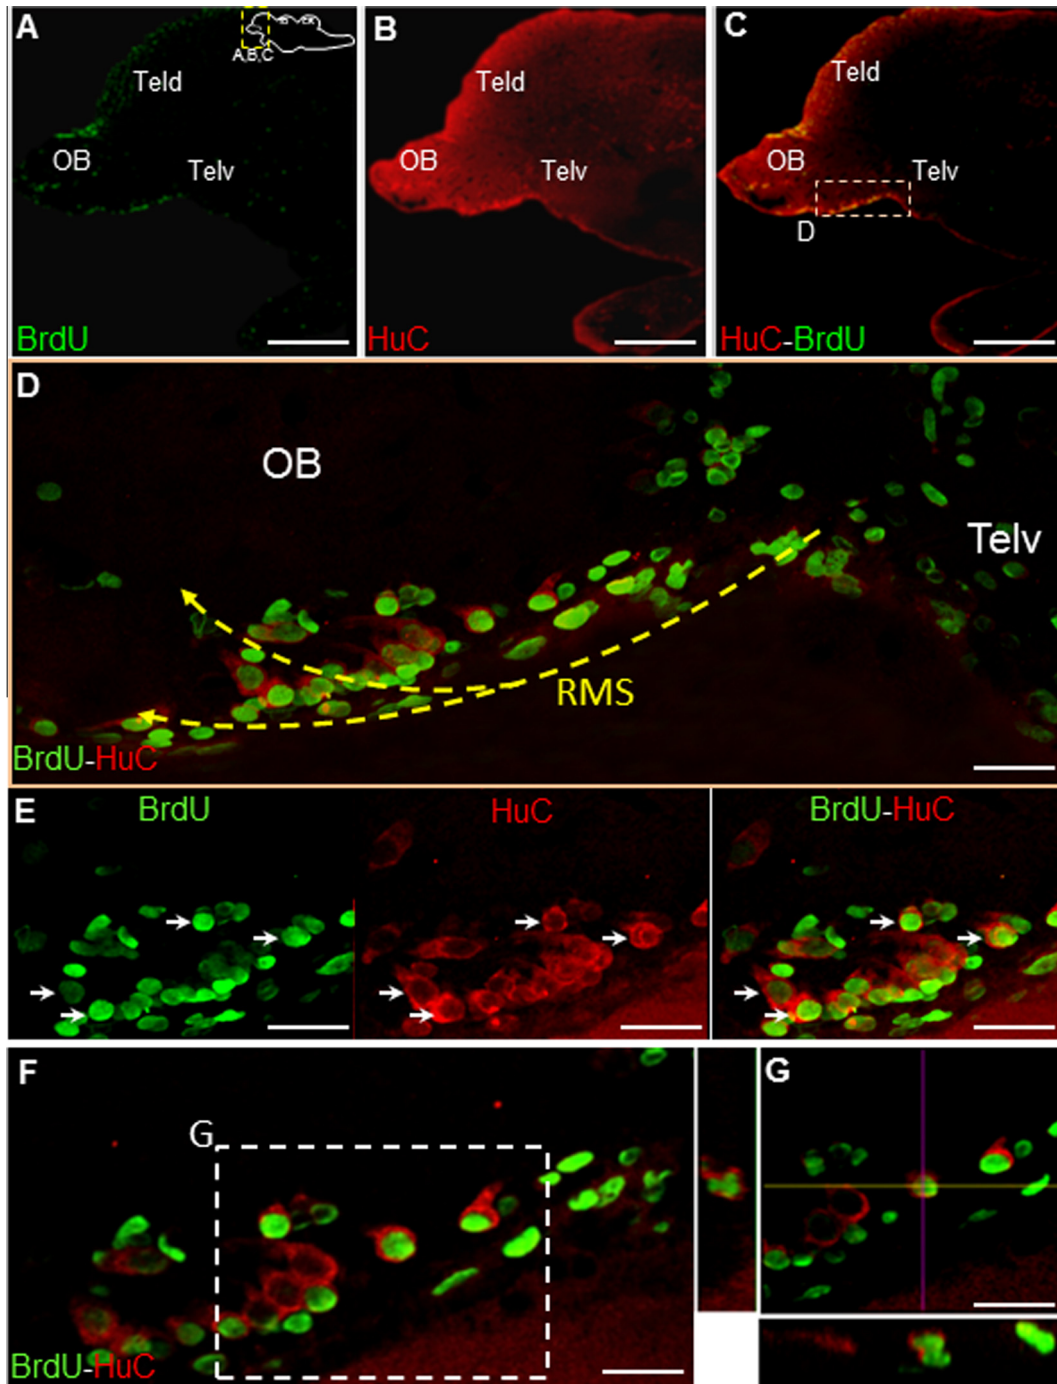 A
A,B,C
Teld
OB
Telv
BrdU
B
Teld
OB
Telv
HuC
C
Teld
OB
Telv
D
HuC-BrdU
D
OB
Telv
RMS
BrdU-HuC
E
BrdU
HuC
BrdU-HuC
F
G
BrdU-HuC
G